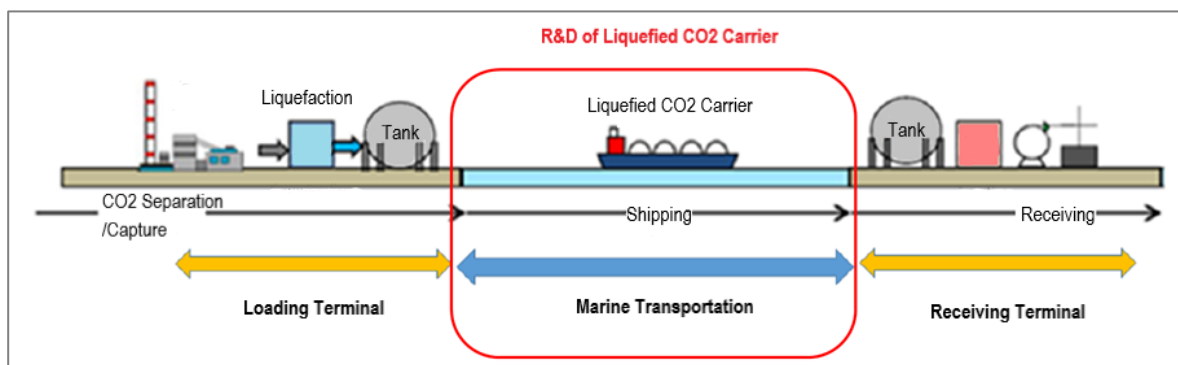 R&D of Liquefied CO2 Carrier
Liquefaction
Tank
Liquefied CO2 Carrier
Tank
CO2 Separation
/Capture
Shipping
Receiving
Loading Terminal
Marine Transportation
Receiving Terminal